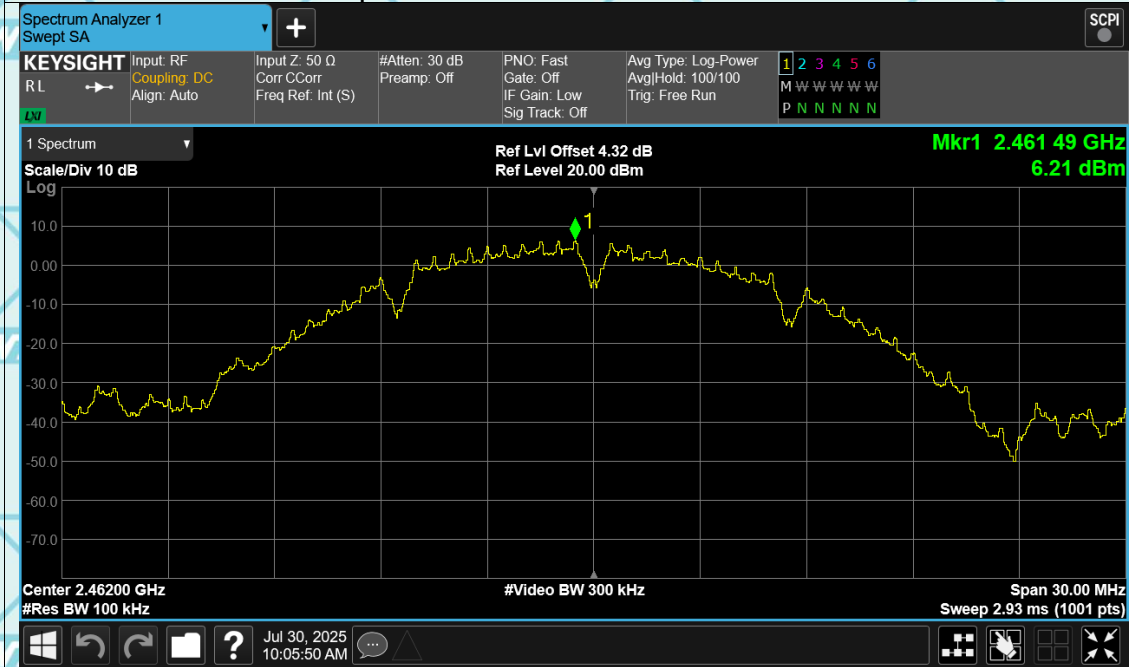 Spectrum Analyzer 1
Swept SA
+
SCPI
KEYSIGHT
R L
LXI
Input: RF
Coupling: DC
Align: Auto
Input Z: 50 Ω
Corr CCorr
Freq Ref: Int (S)
#Atten: 30 dB
Preamp: Off
PNO: Fast
Gate: Off
IF Gain: Low
Sig Track: Off
Avg Type: Log-Power
Avg|Hold: 100/100
Trig: Free Run
1 2 3 4 5 6
M W W W W W
P N N N N N
1 Spectrum
Scale/Div 10 dB
Log
Ref Lvl Offset 4.32 dB
Ref Level 20.00 dBm
Mkr1 2.461 49 GHz
6.21 dBm
1
10.0
0.00
-10.0
-20.0
-30.0
-40.0
-50.0
-60.0
-70.0
Center 2.46200 GHz
#Res BW 100 kHz
#Video BW 300 kHz
Span 30.00 MHz
Sweep 2.93 ms (1001 pts)
?
Jul 30, 2025
10:05:50 AM